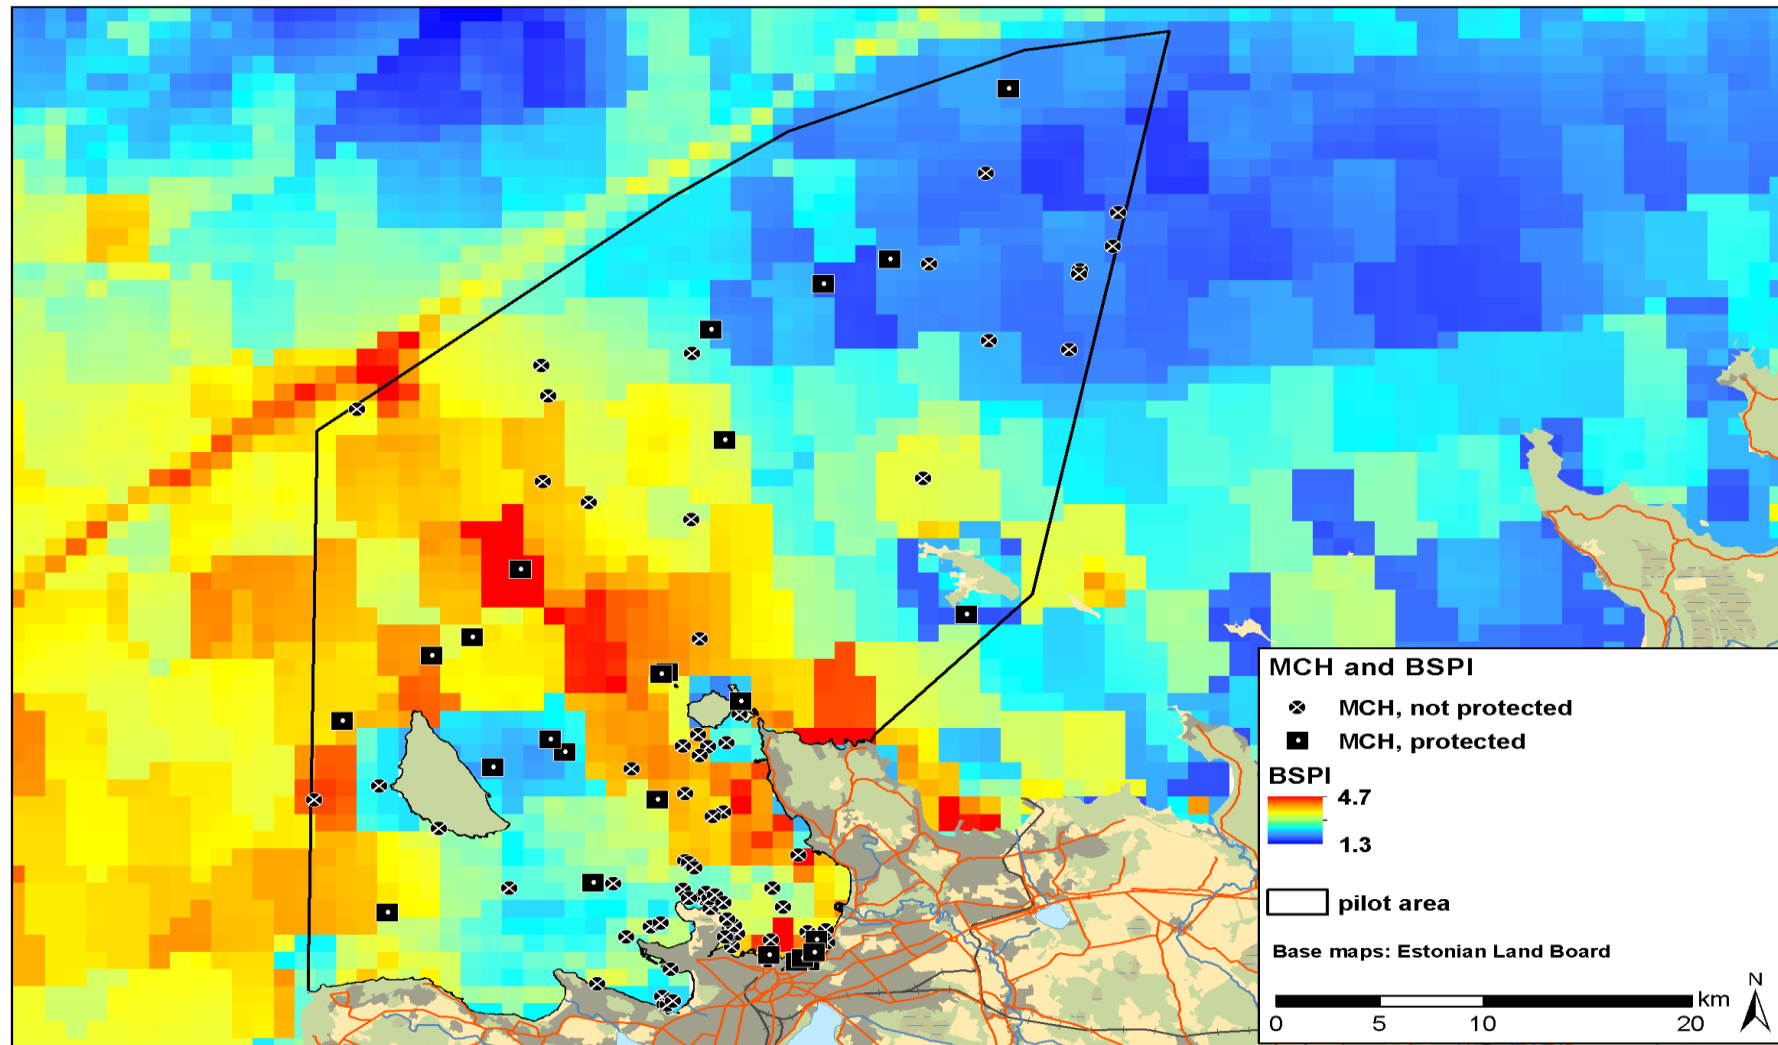 MCH and BSPI
MCH, not protected
MCH, protected
BSPI
4.7
1.3
pilot area
Base maps: Estonian Land Board
N
km
0 5 10 20